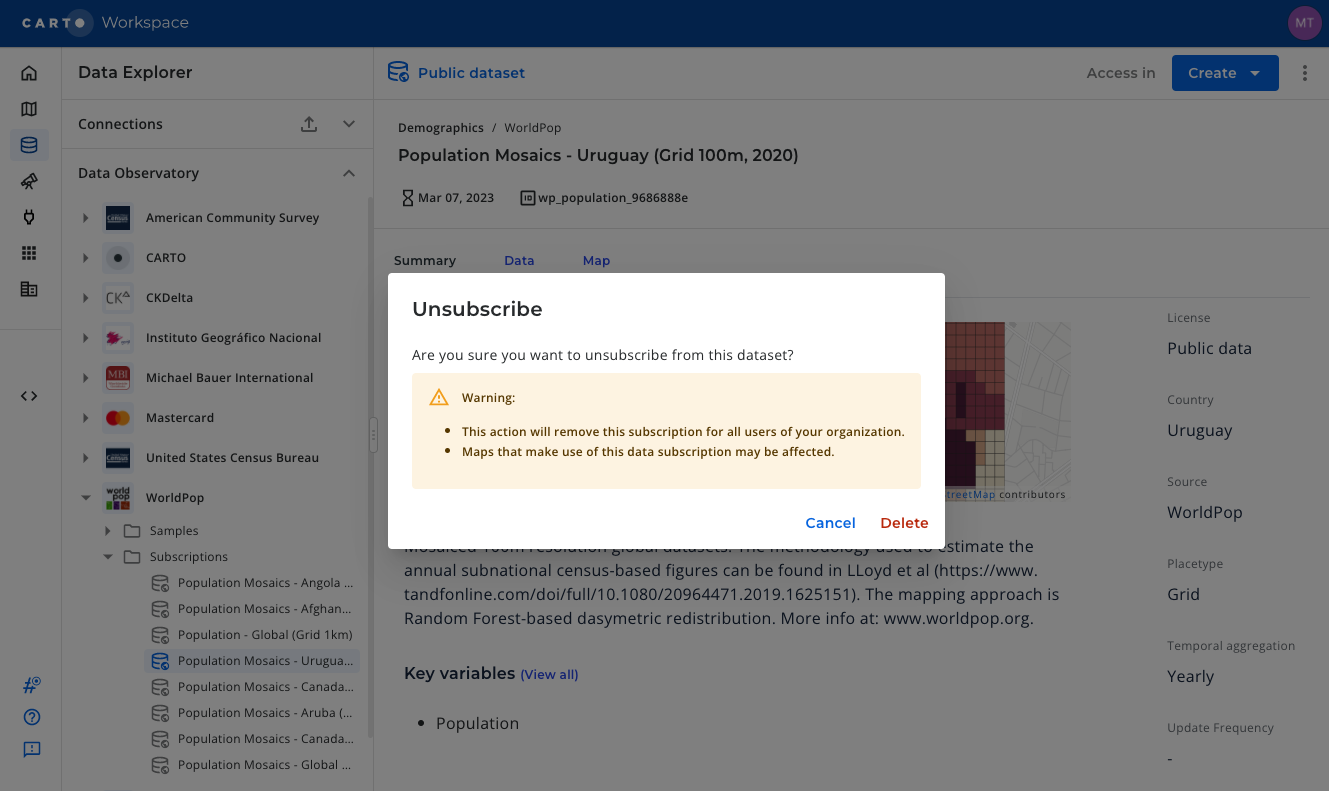 CARTO Workspace
MT
Data Explorer
Public dataset
Access in
Create
Connections
Demographics / WorldPop
Population Mosaics - Uruguay (Grid 100m, 2020)
Data Observatory
Mar 07, 2023
ID wp_population_9686888e
Census American Community Survey
CARTO
Summary
Data
Map
CKDelta
Instituto Geográfico Nacional
MBI Michael Bauer International
Mastercard
Census United States Census Bureau
world pop WorldPop
Samples
Subscriptions
Population Mosaics - Angola ...
Population Mosaics - Afghan...
Population - Global (Grid 1km)
Population Mosaics - Urugua...
Population Mosaics - Canada...
Population Mosaics - Aruba (...
Population Mosaics - Canada...
Population Mosaics - Global ...
Unsubscribe
Are you sure you want to unsubscribe from this dataset?
Warning:
• This action will remove this subscription for all users of your organization.
• Maps that make use of this data subscription may be affected.
Cancel
Delete
treetMap contributors
Mosaiced 100m resolution global datasets. The methodology used to estimate the
annual subnational census-based figures can be found in LLoyd et al (https://www.
tandfonline.com/doi/full/10.1080/20964471.2019.1625151). The mapping approach is
Random Forest-based dasymetric redistribution. More info at: www.worldpop.org.
Key variables (View all)
• Population
License
Public data
Country
Uruguay
Source
WorldPop
Placetype
Grid
Temporal aggregation
Yearly
Update Frequency
-